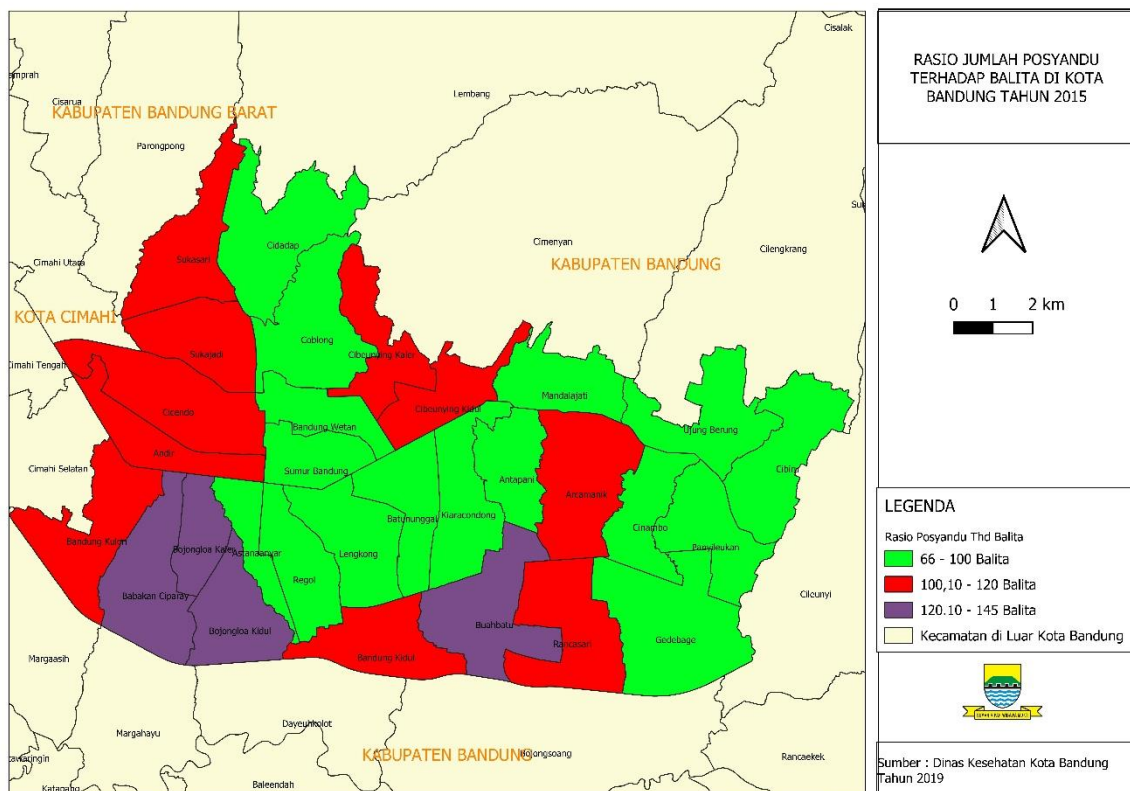 Cisalak
amprah
Cisarua
Lembang
KABUPATEN BANDUNG BARAT
Parongpong
Cimenyan
Cidadap
Cilengkrang
Sukasari
Cimahi Utara
KABUPATEN BANDUNG
KOTA CIMAHI
Coblong
Sukajadi
Cibeunying Kaler
Cimahi Tengah
Mandalajati
Cicendo
Cibeunying Kidul
Bandung Wetan
Ujung Berung
Andir
Cimahi Selatan
Sumur Bandung
Cibiru
Antapani
Arcamanik
Batununggal
Kiaracondong
Cinambo
Bandung Kulon
Bojongloa Kaler
Astanaanyar
Lengkong
Panyileukan
Regol
Babakan Ciparay
Cileunyi
Buahbatu
Bojongloa Kidul
Gedebage
Rancasari
Bandung Kidul
Margaasih
Dayeuhkolot
Margahayu
KABUPATEN BANDUNG
Bojongsoang
Rancaekek
Baleendah
Katapang
RASIO JUMLAH POSYANDU
TERHADAP BALITA DI KOTA
BANDUNG TAHUN 2015
0 1 2 km
LEGENDA
Rasio Posyandu Thd Balita
66 - 100 Balita
100,10 - 120 Balita
120.10 - 145 Balita
Kecamatan di Luar Kota Bandung
Sumber : Dinas Kesehatan Kota Bandung
Tahun 2019